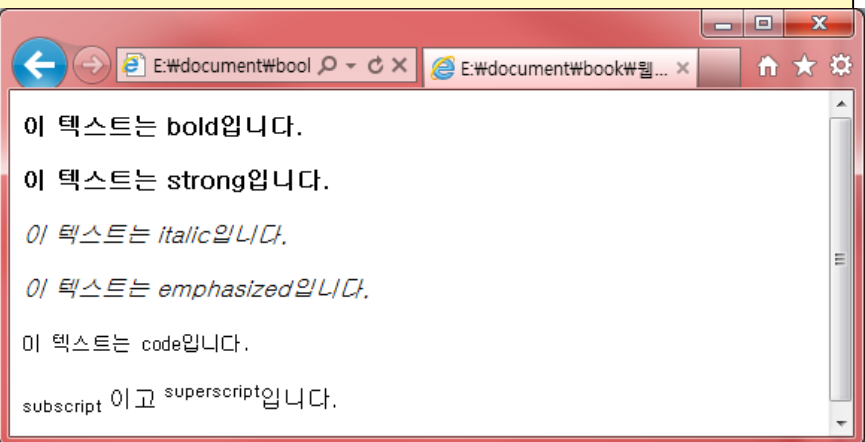 E:₩document₩bool
E:₩document₩book₩웹...
이 텍스트는 bold입니다.
이 텍스트는 strong입니다.
이 텍스트는 italic입니다.
이 텍스트는 emphasized입니다.
이 텍스트는 code입니다.
subscript 이고 superscript입니다.